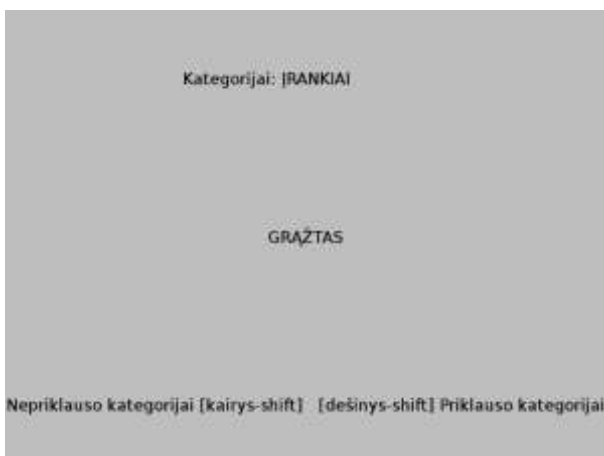 Kategorijai: ĮRANKIAI
GRĄŽTAS
Nepriklauso kategorijai [kairys-shift] [dešinys-shift] Priklauso kategorijai